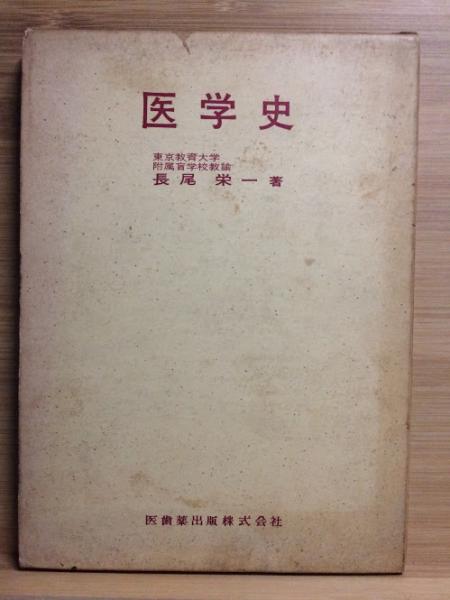 医学史
東京教育大学
附属盲学校教諭
長尾栄一著
医歯薬出版株式会社